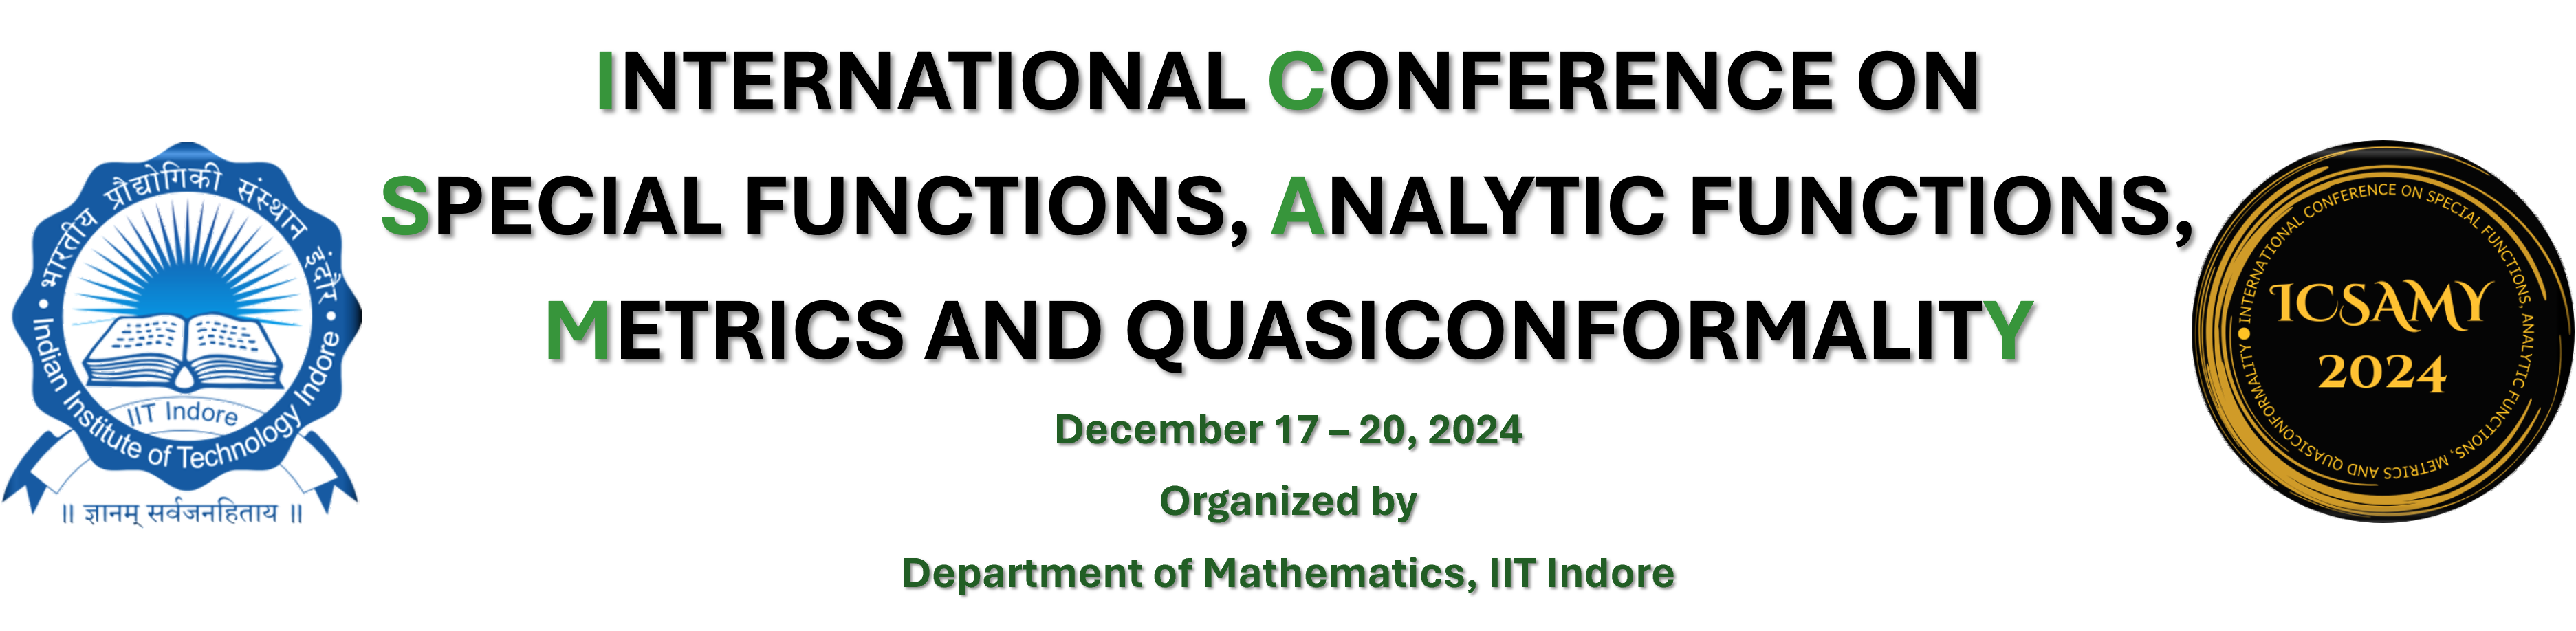 INTERNATIONAL CONFERENCE ON
SPECIAL FUNCTIONS, ANALYTIC FUNCTIONS,
METRICS AND QUASICONFORMALITY
December 17 – 20, 2024
Organized by
Department of Mathematics, IIT Indore
• भारतीय प्रौद्योगिकी संस्थान इंदौर •
Indian Institute of Technology Indore
IIT Indore
॥ ज्ञानम् सर्वजनहिताय ॥
• INTERNATIONAL CONFERENCE ON SPECIAL FUNCTIONS, ANALYTIC FUNCTIONS, METRICS AND QUASICONFORMALITY
ICSAMY
2024